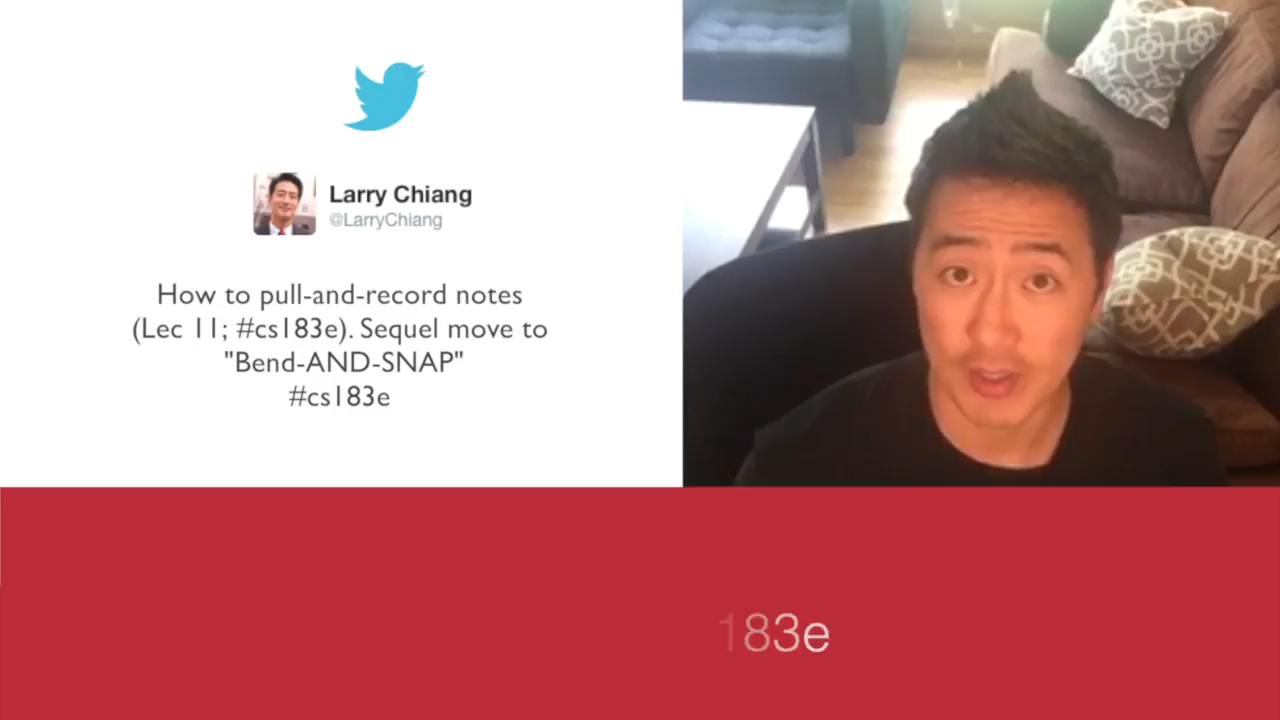 Larry Chiang
@LarryChiang
How to pull-and-record notes
(Lec 11; #cs183e). Sequel move to
"Bend-AND-SNAP"
#cs183e
183e